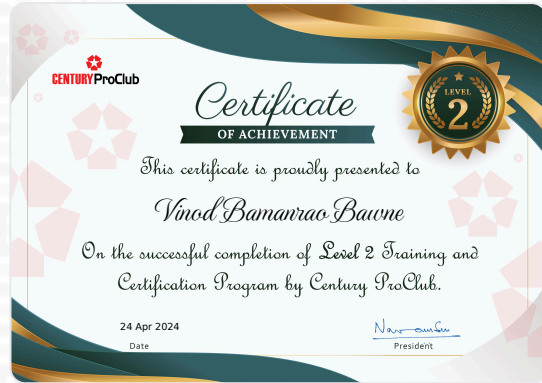 CENTURY ProClub
LEVEL
2
Certificate
OF ACHIEVEMENT
This certificate is proudly presented to
Vinod Bamanrao Bawne
On the successful completion of Level 2 Training and
Certification Program by Century ProClub.
24 Apr 2024
Date
President